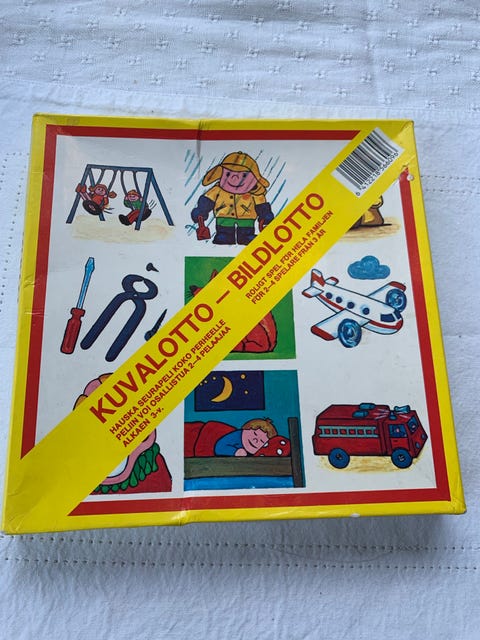 KUVALOTTO – BILDLOTTO
HAUSKA SEURAPELI KOKO PERHEELLE
PELIIN VOI OSALLISTUA 2–4 PELAAJAA
ALKAEN 3-v.
ROLIGT SPEL FÖR HELA FAMILJEN
FÖR 2–4 SPELARE FRÅN 3 ÅR